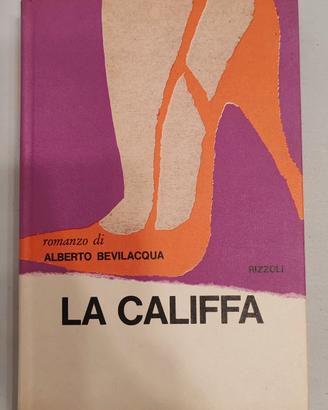 romanzo di
ALBERTO BEVILACQUA
RIZZOLI
LA CALIFFA